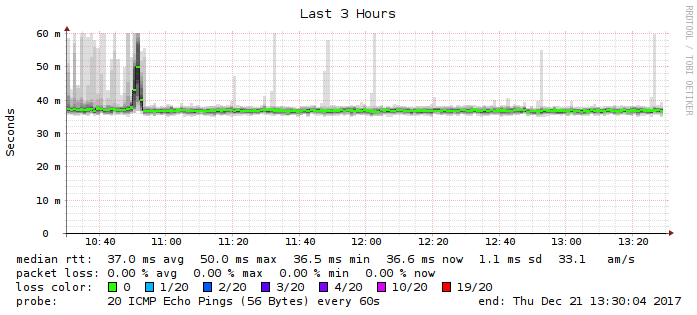 Last 3 Hours
RRDTOOL / TOBI OETIKER
Seconds
60 m
50 m
40 m
30 m
20 m
10 m
0
10:40 11:00 11:20 11:40 12:00 12:20 12:40 13:00 13:20
median rtt: 37.0 ms avg 50.0 ms max 36.5 ms min 36.6 ms now 1.1 ms sd 33.1 am/s
packet loss: 0.00 % avg 0.00 % max 0.00 % min 0.00 % now
loss color: 0 1/20 2/20 3/20 4/20 10/20 19/20
probe: 20 ICMP Echo Pings (56 Bytes) every 60s end: Thu Dec 21 13:30:04 2017